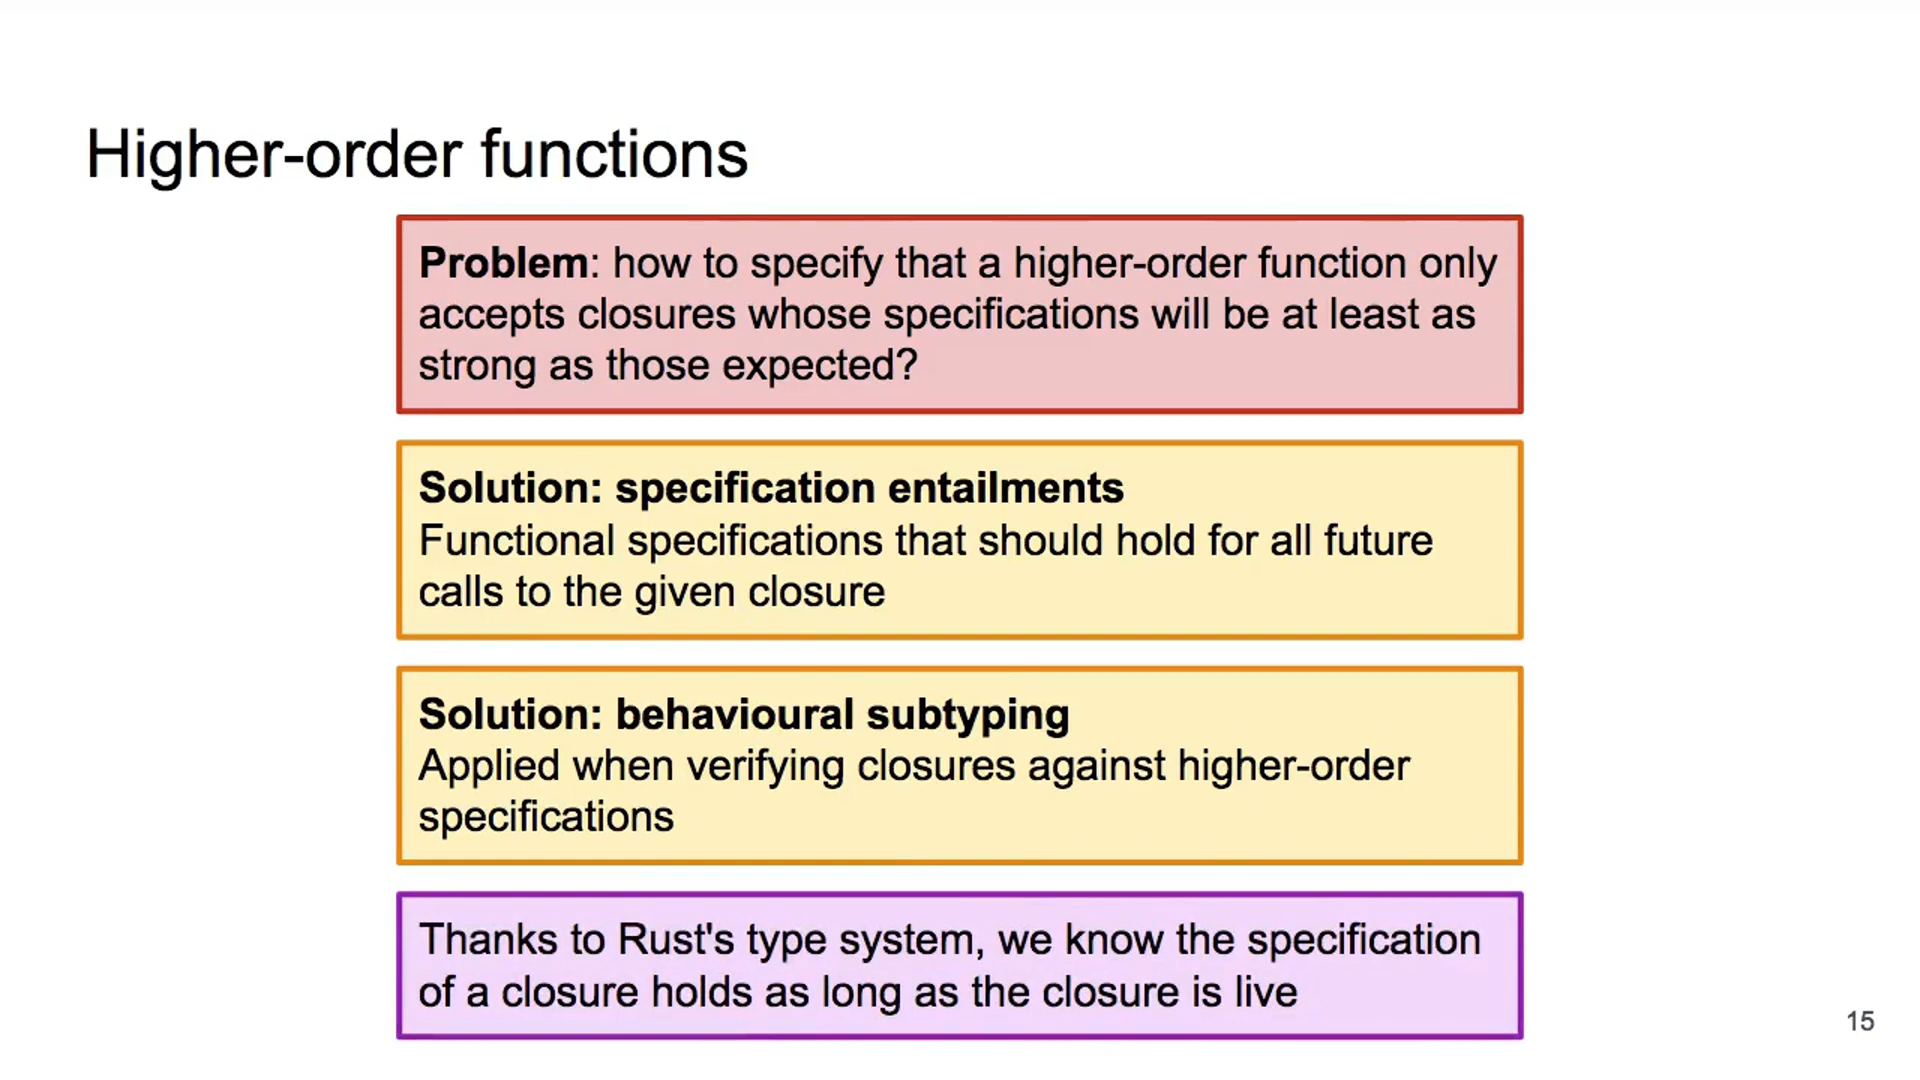 Higher-order functions
Problem: how to specify that a higher-order function only
accepts closures whose specifications will be at least as
strong as those expected?
Solution: specification entailments
Functional specifications that should hold for all future
calls to the given closure
Solution: behavioural subtyping
Applied when verifying closures against higher-order
specifications
Thanks to Rust's type system, we know the specification
of a closure holds as long as the closure is live
15